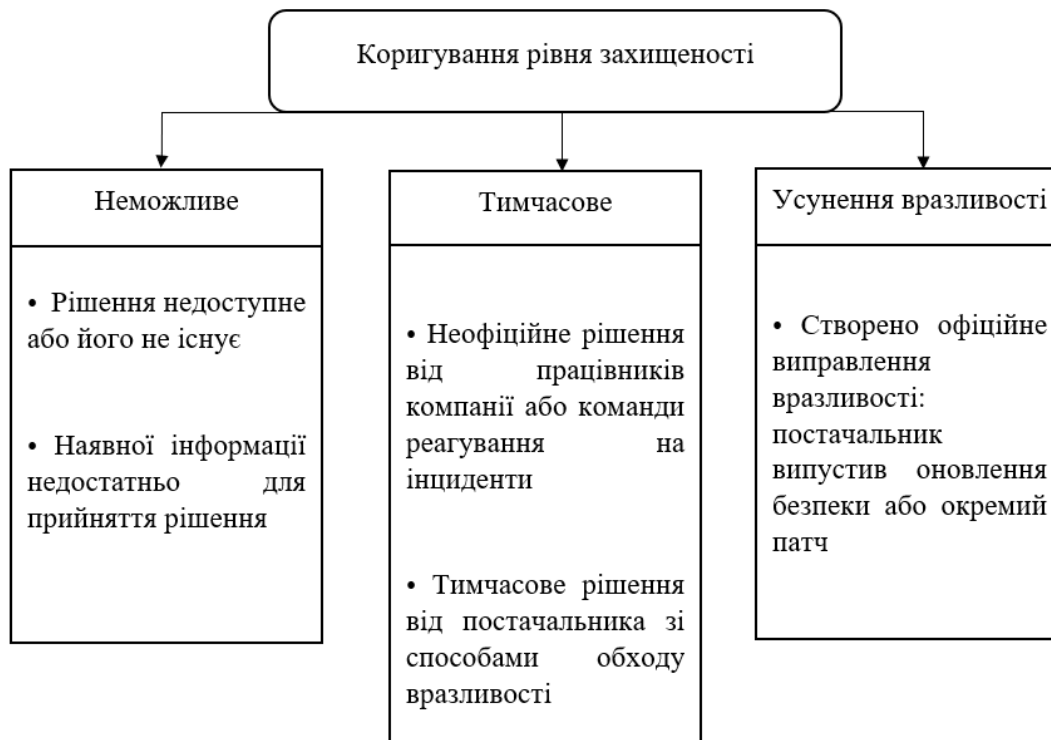 Коригування рівня захищеності
Неможливе
• Рішення недоступне
або його не існує
• Наявної інформації
недостатньо для
прийняття рішення
Тимчасове
• Неофіційне рішення
від працівників
компанії або команди
реагування на
інциденти
• Тимчасове рішення
від постачальника зі
способами обходу
вразливості
Усунення вразливості
• Створено офіційне
виправлення
вразливості:
постачальник
випустив оновлення
безпеки або окремий
патч